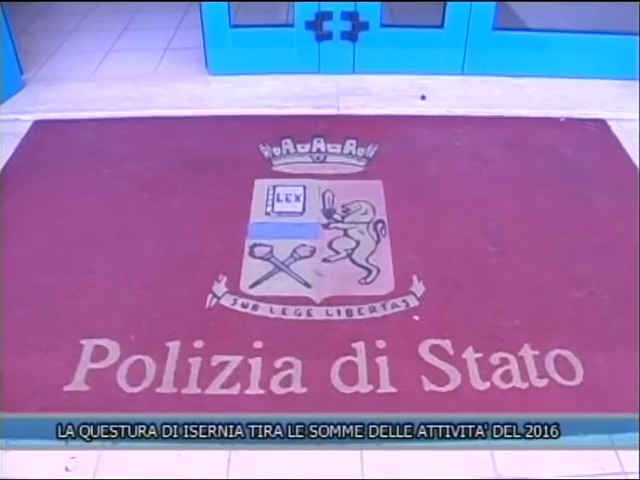 LEX
SUB LEGE LIBERTAS
Polizia di Stato
LA QUESTURA DI ISERNIA TIRA LE SOMME DELLE ATTIVITA' DEL 2016